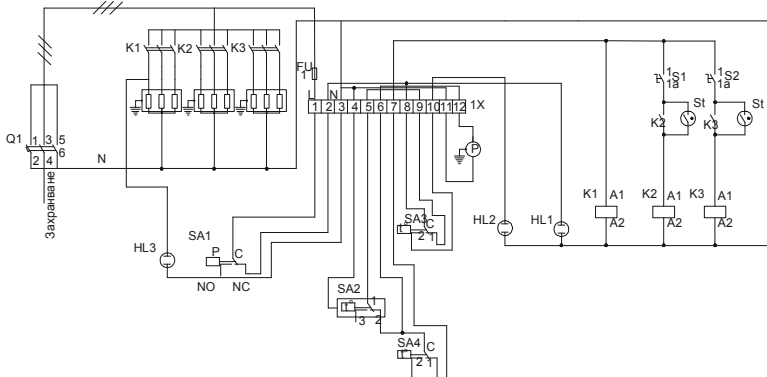 K1 K2 K3
FU
1
L N
1 2 3 4 5 6 7 8 9 10 11 12 1X
P
Q1
1 3 5
2 4 6
N
Захранване
1 S1
1a
1 S2
1a
St
St
K2
K3
K1 A1
A2
K2 A1
A2
K3 A1
A2
HL3
SA1
P C
NO NC
SA3
C
2 1
HL2
HL1
SA2
t°
1
3 2
SA4
C
t°
2 1